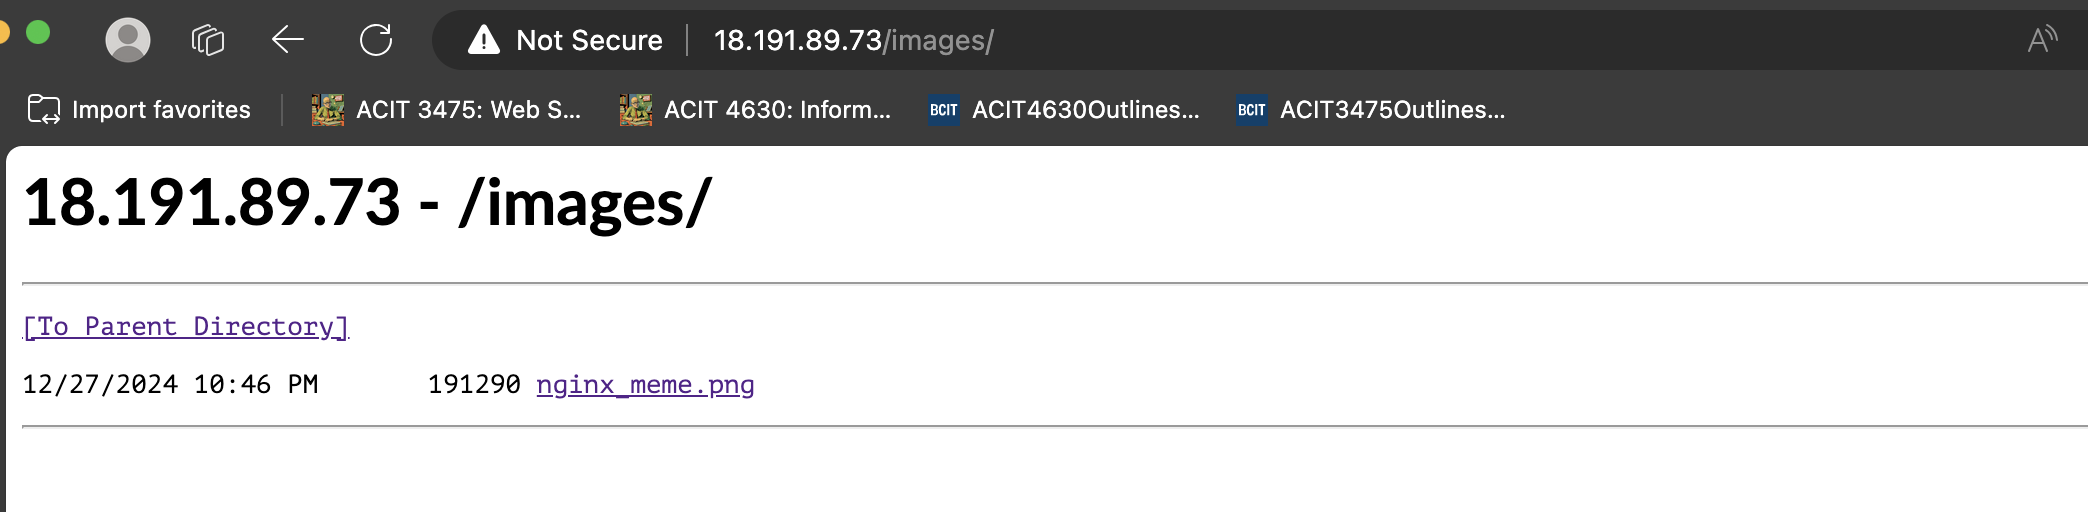 Not Secure 18.191.89.73/images/
Import favorites ACIT 3475: Web S... ACIT 4630: Inform... BCIT ACIT4630Outlines... BCIT ACIT3475Outlines...
18.191.89.73 - /images/
[To Parent Directory]
12/27/2024 10:46 PM 191290 nginx_meme.png